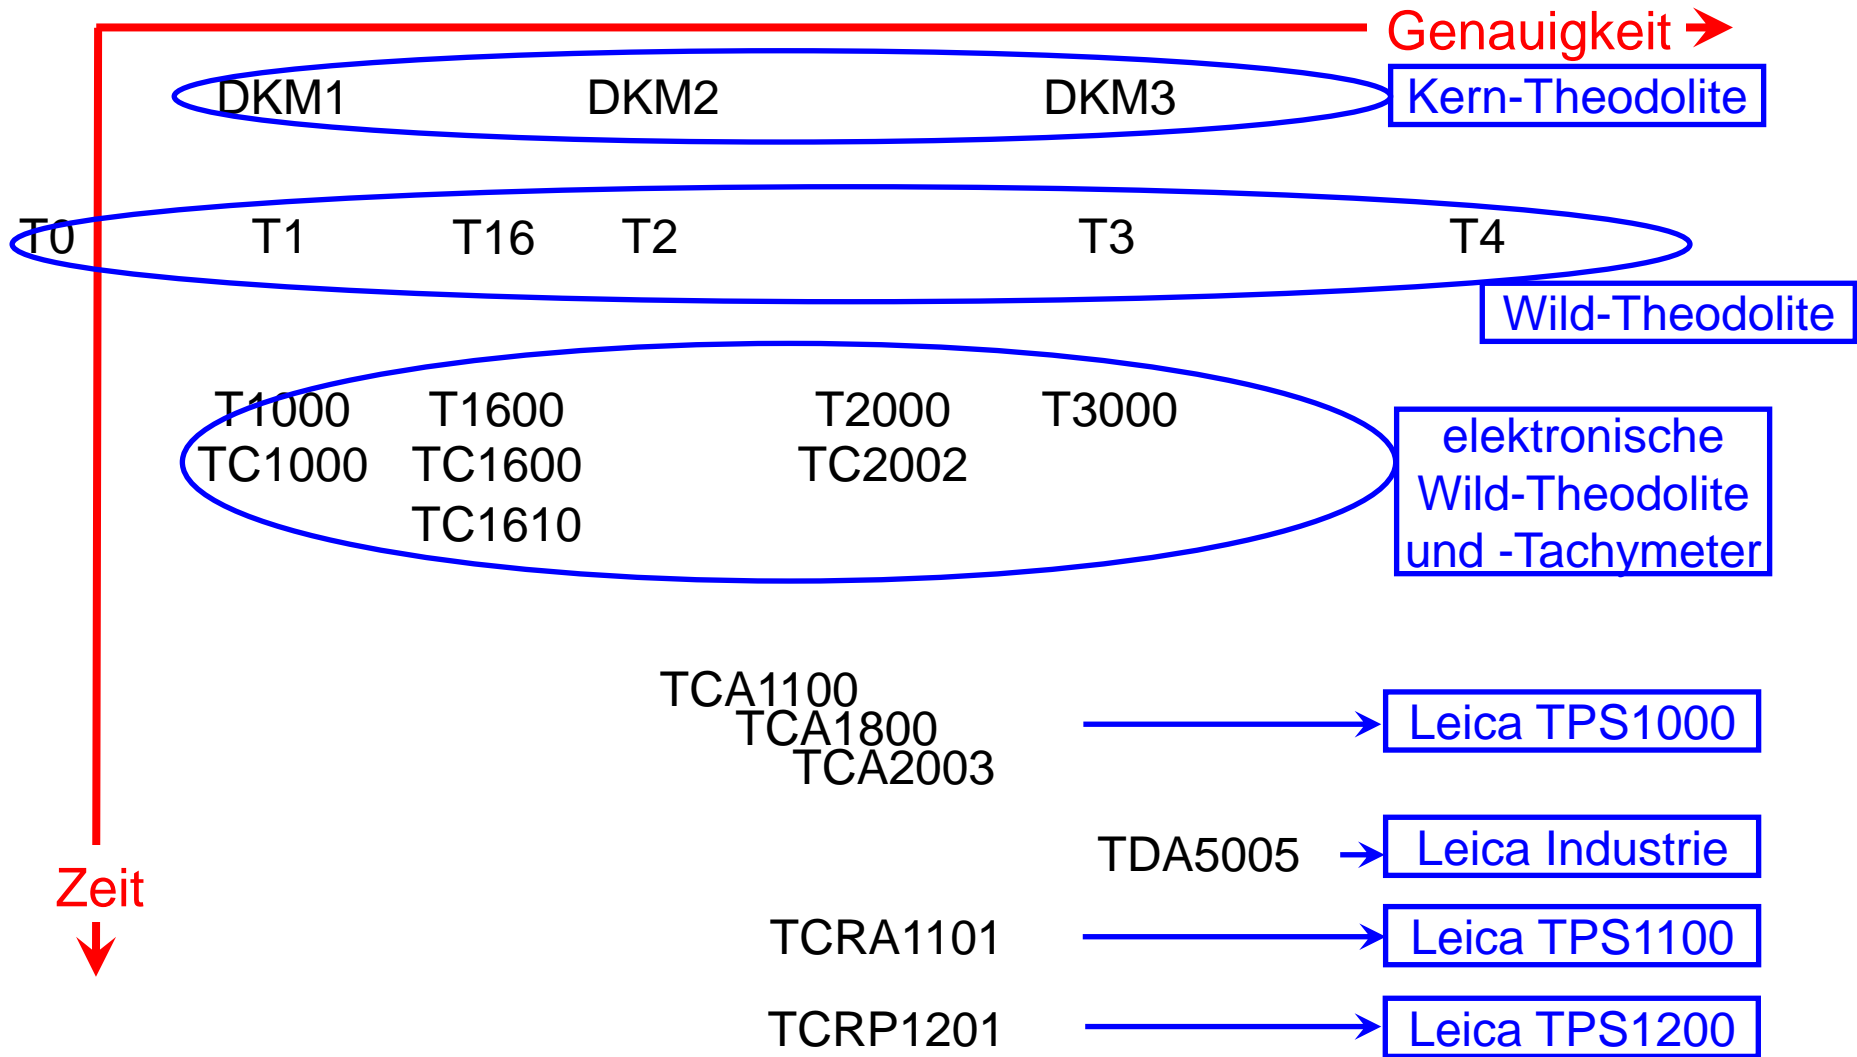 Genauigkeit
DKM1 DKM2 DKM3 Kern-Theodolite
T0 T1 T16 T2 T3 T4
Wild-Theodolite
T1000 T1600 T2000 T3000
TC1000 TC1600 TC2002
TC1610
elektronische
Wild-Theodolite
und -Tachymeter
TCA1100
TCA1800 Leica TPS1000
TCA2003
TDA5005 Leica Industrie
Zeit
TCRA1101 Leica TPS1100
TCRP1201 Leica TPS1200